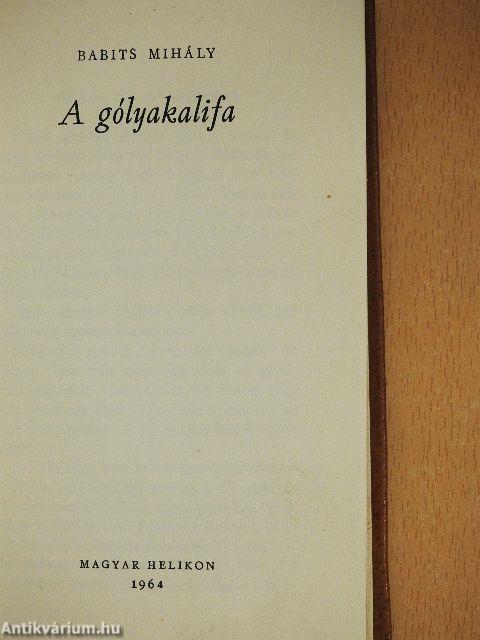 BABITS MIHÁLY
A gólyakalifa
MAGYAR HELIKON
1964
Antikvárium.hu